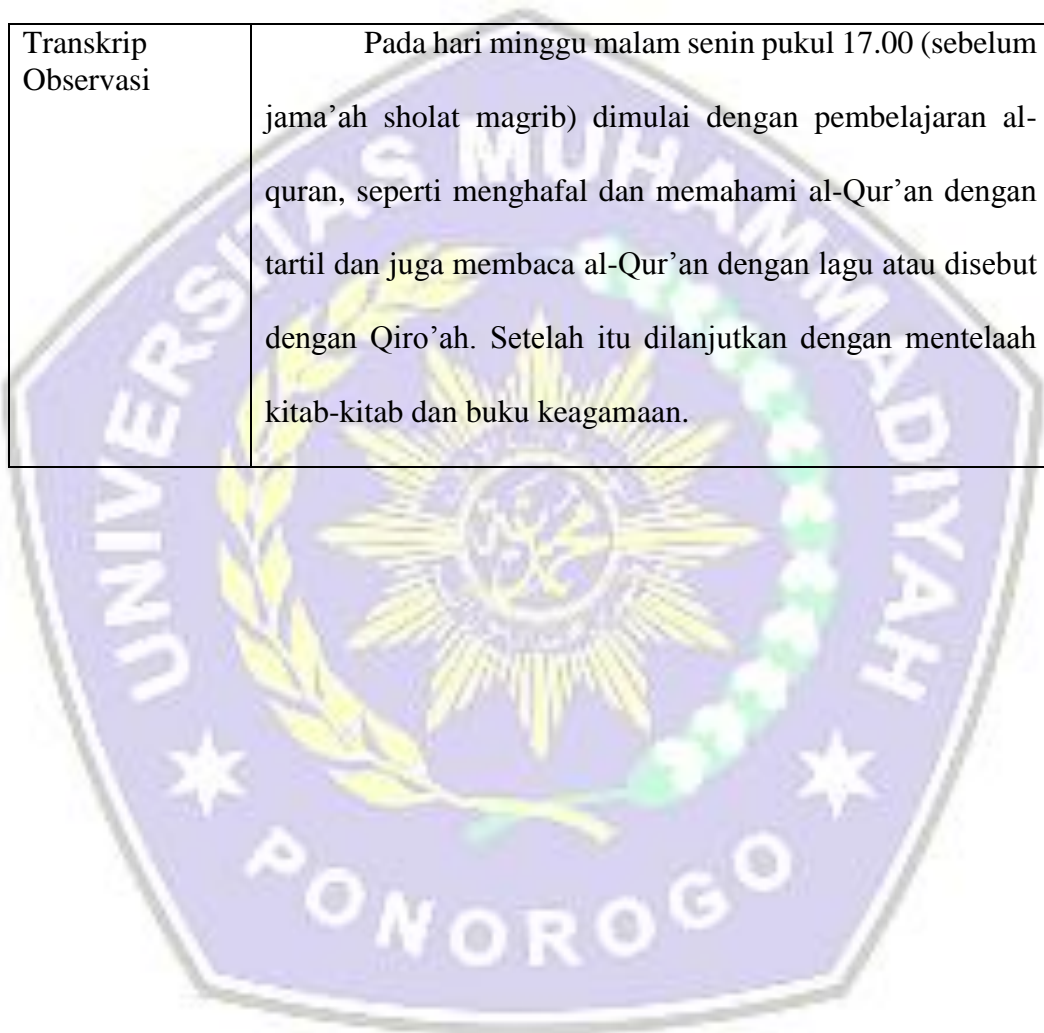 Transkrip
Observasi
Pada hari minggu malam senin pukul 17.00 (sebelum
jama’ah sholat magrib) dimulai dengan pembelajaran al-
quran, seperti menghafal dan memahami al-Qur’an dengan
tartil dan juga membaca al-Qur’an dengan lagu atau disebut
dengan Qiro’ah. Setelah itu dilanjutkan dengan mentelaah
kitab-kitab dan buku keagamaan.
UNIVERSITAS MUHAMMADIYAH
PONOROGO